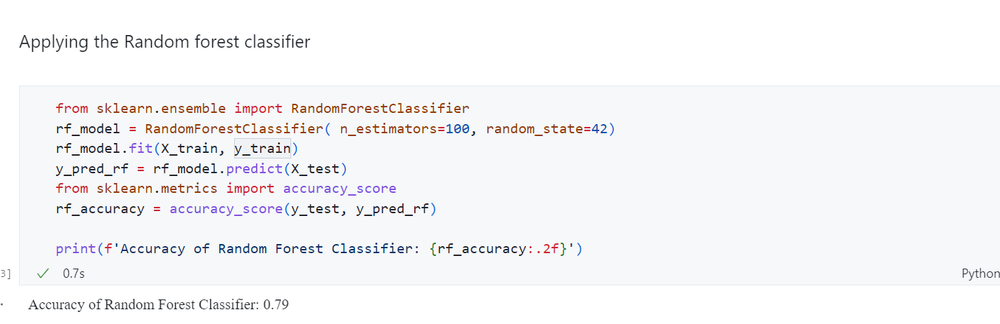 Applying the Random forest classifier
from sklearn.ensemble import RandomForestClassifier
rf_model = RandomForestClassifier( n_estimators=100, random_state=42)
rf_model.fit(X_train, y_train)
y_pred_rf = rf_model.predict(X_test)
from sklearn.metrics import accuracy_score
rf_accuracy = accuracy_score(y_test, y_pred_rf)
print(f'Accuracy of Random Forest Classifier: {rf_accuracy:.2f}')
3] ✓ 0.7s Python
Accuracy of Random Forest Classifier: 0.79